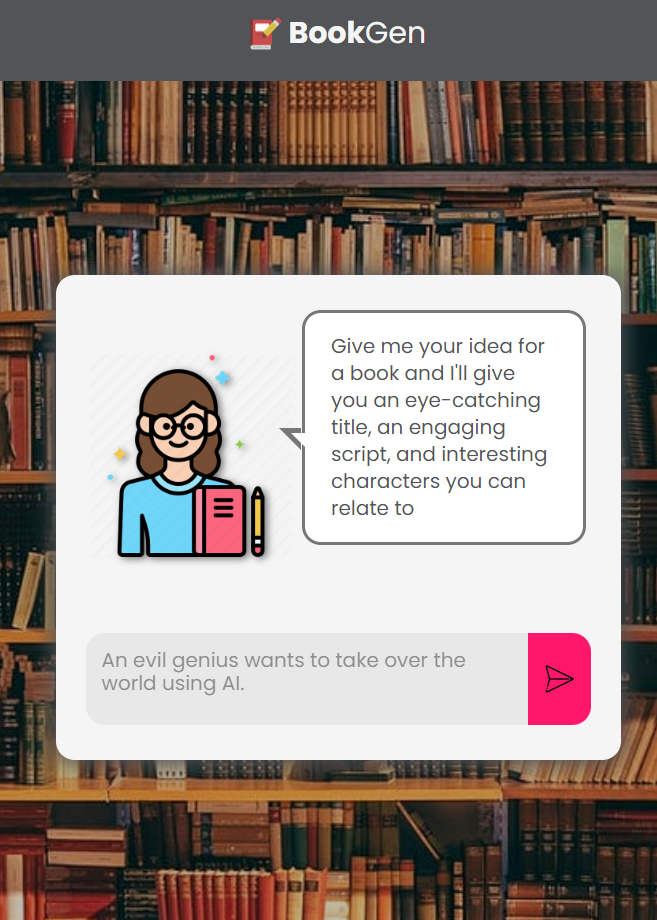 BookGen
Give me your idea for
a book and I'll give
you an eye-catching
title, an engaging
script, and interesting
characters you can
relate to
An evil genius wants to take over the
world using AI.